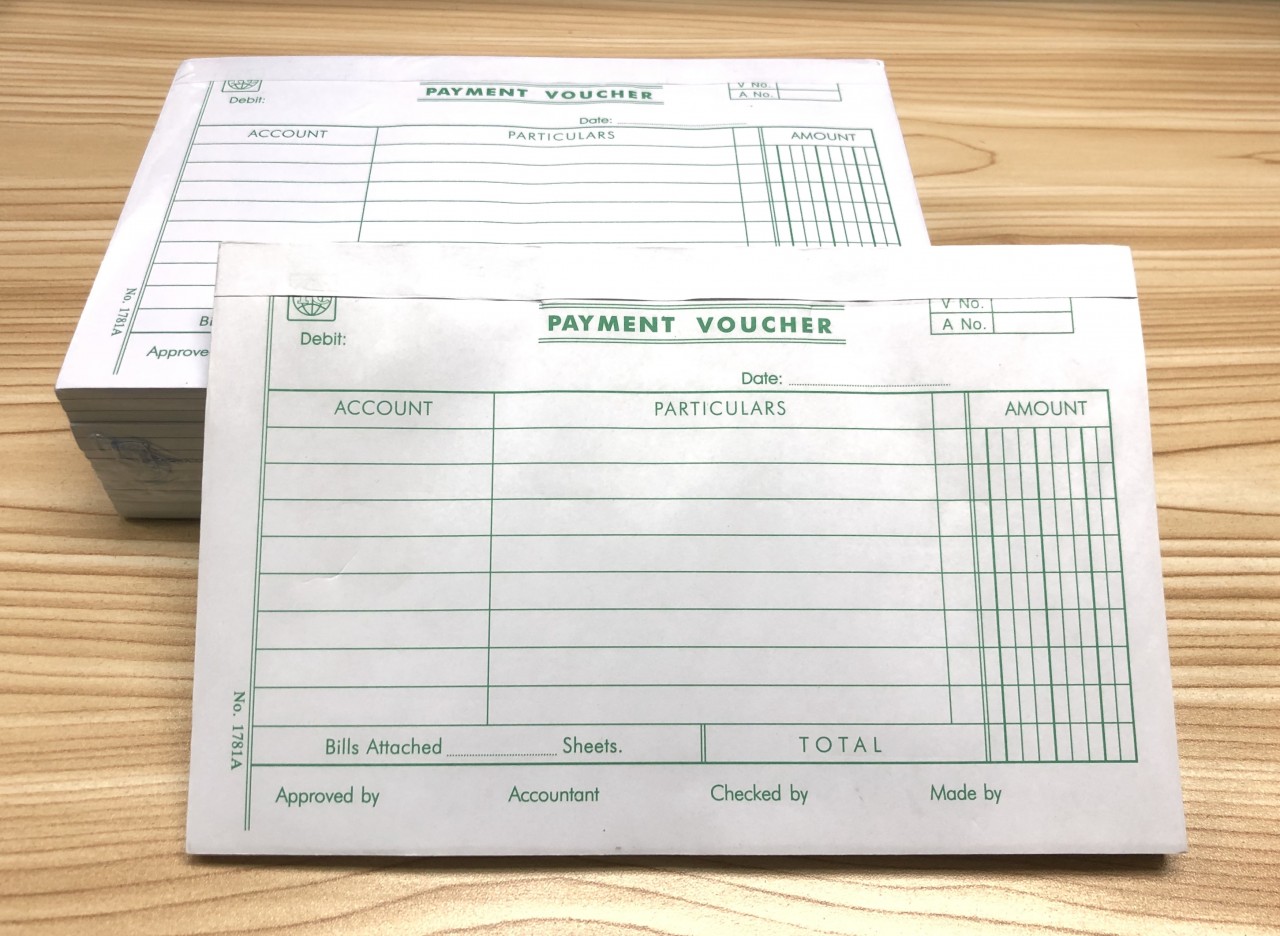 PAYMENT VOUCHER
V No.
A No.
Debit:
Date:
ACCOUNT PARTICULARS AMOUNT
No. 1781A
Approve
PAYMENT VOUCHER
V No.
A No.
Debit:
Date:
ACCOUNT PARTICULARS AMOUNT
No. 1781A
Bills Attached Sheets. TOTAL
Approved by Accountant Checked by Made by